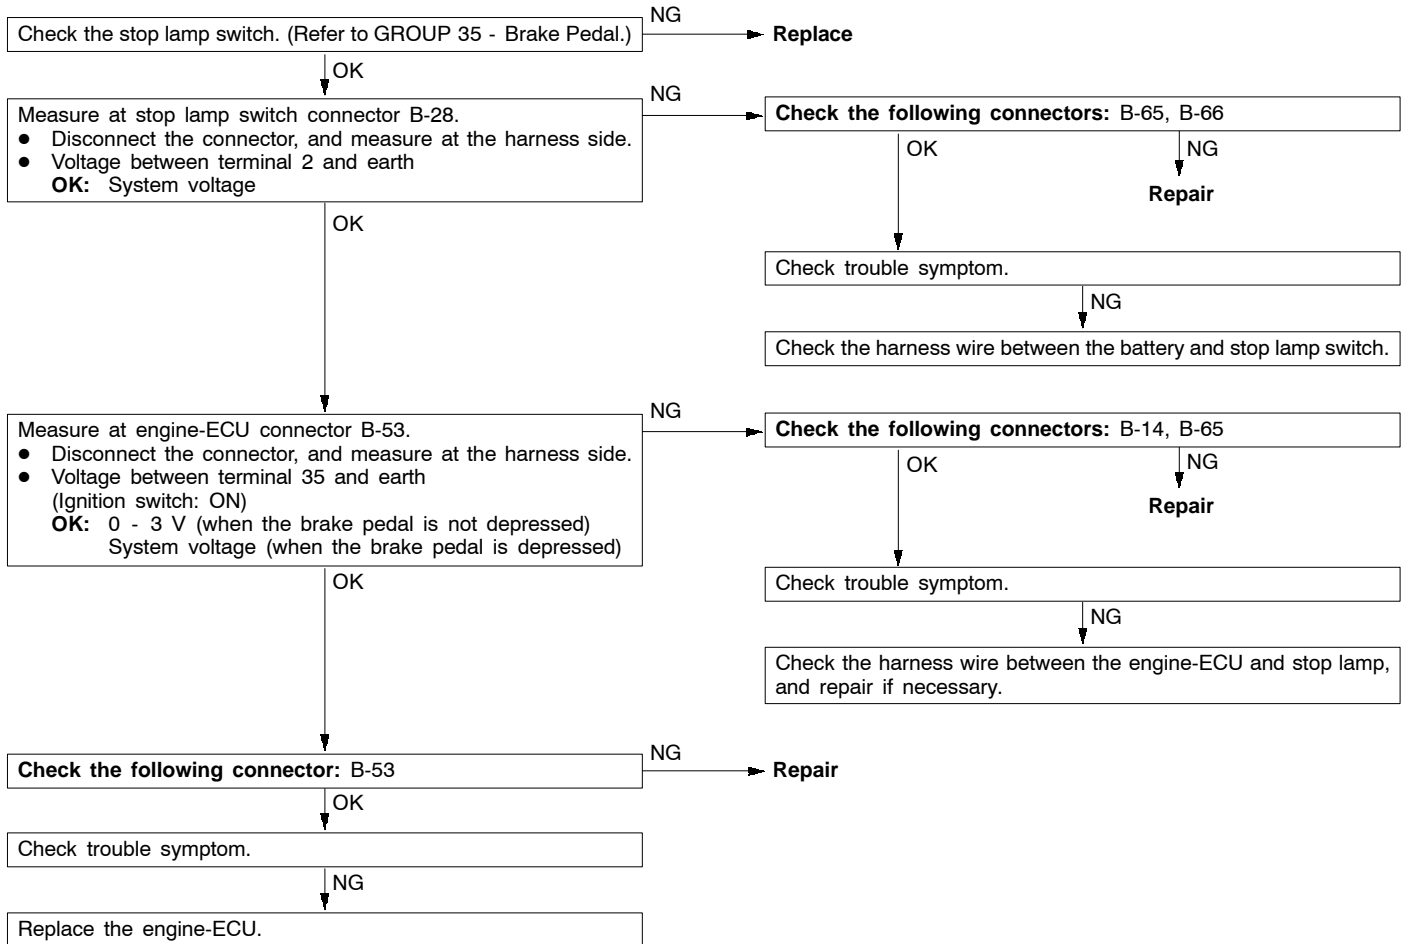 Check the stop lamp switch. (Refer to GROUP 35 - Brake Pedal.)
NG
Replace
OK
Measure at stop lamp switch connector B-28.
● Disconnect the connector, and measure at the harness side.
● Voltage between terminal 2 and earth
OK: System voltage
NG
Check the following connectors: B-65, B-66
OK
NG
Repair
Check trouble symptom.
NG
Check the harness wire between the battery and stop lamp switch.
OK
Measure at engine-ECU connector B-53.
● Disconnect the connector, and measure at the harness side.
● Voltage between terminal 35 and earth
(Ignition switch: ON)
OK: 0 - 3 V (when the brake pedal is not depressed)
System voltage (when the brake pedal is depressed)
NG
Check the following connectors: B-14, B-65
OK
NG
Repair
Check trouble symptom.
NG
Check the harness wire between the engine-ECU and stop lamp,
and repair if necessary.
OK
Check the following connector: B-53
NG
Repair
OK
Check trouble symptom.
NG
Replace the engine-ECU.